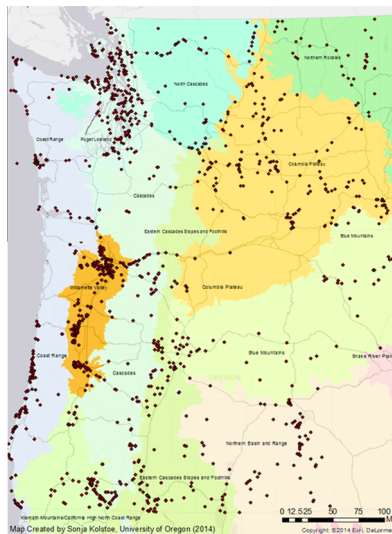 North Cascades
Northern Rockies
Coast Range
Puget Lowland
Columbia Plateau
Cascades
Eastern Cascades Slopes and Foothills
Blue Mountains
Willamette Valley
Columbia Plateau
Coast Range
Blue Mountains
Snake River Plain
Cascades
OREGON
Northern Basin and Range
Eastern Cascades Slopes and Foothills
0 12.525 50 75 100
Klamath Mountains/California High North Coast Range
Map Created by Sonja Kolstoe, University of Oregon (2014)
Copyright:©2014 Esri, DeLorme